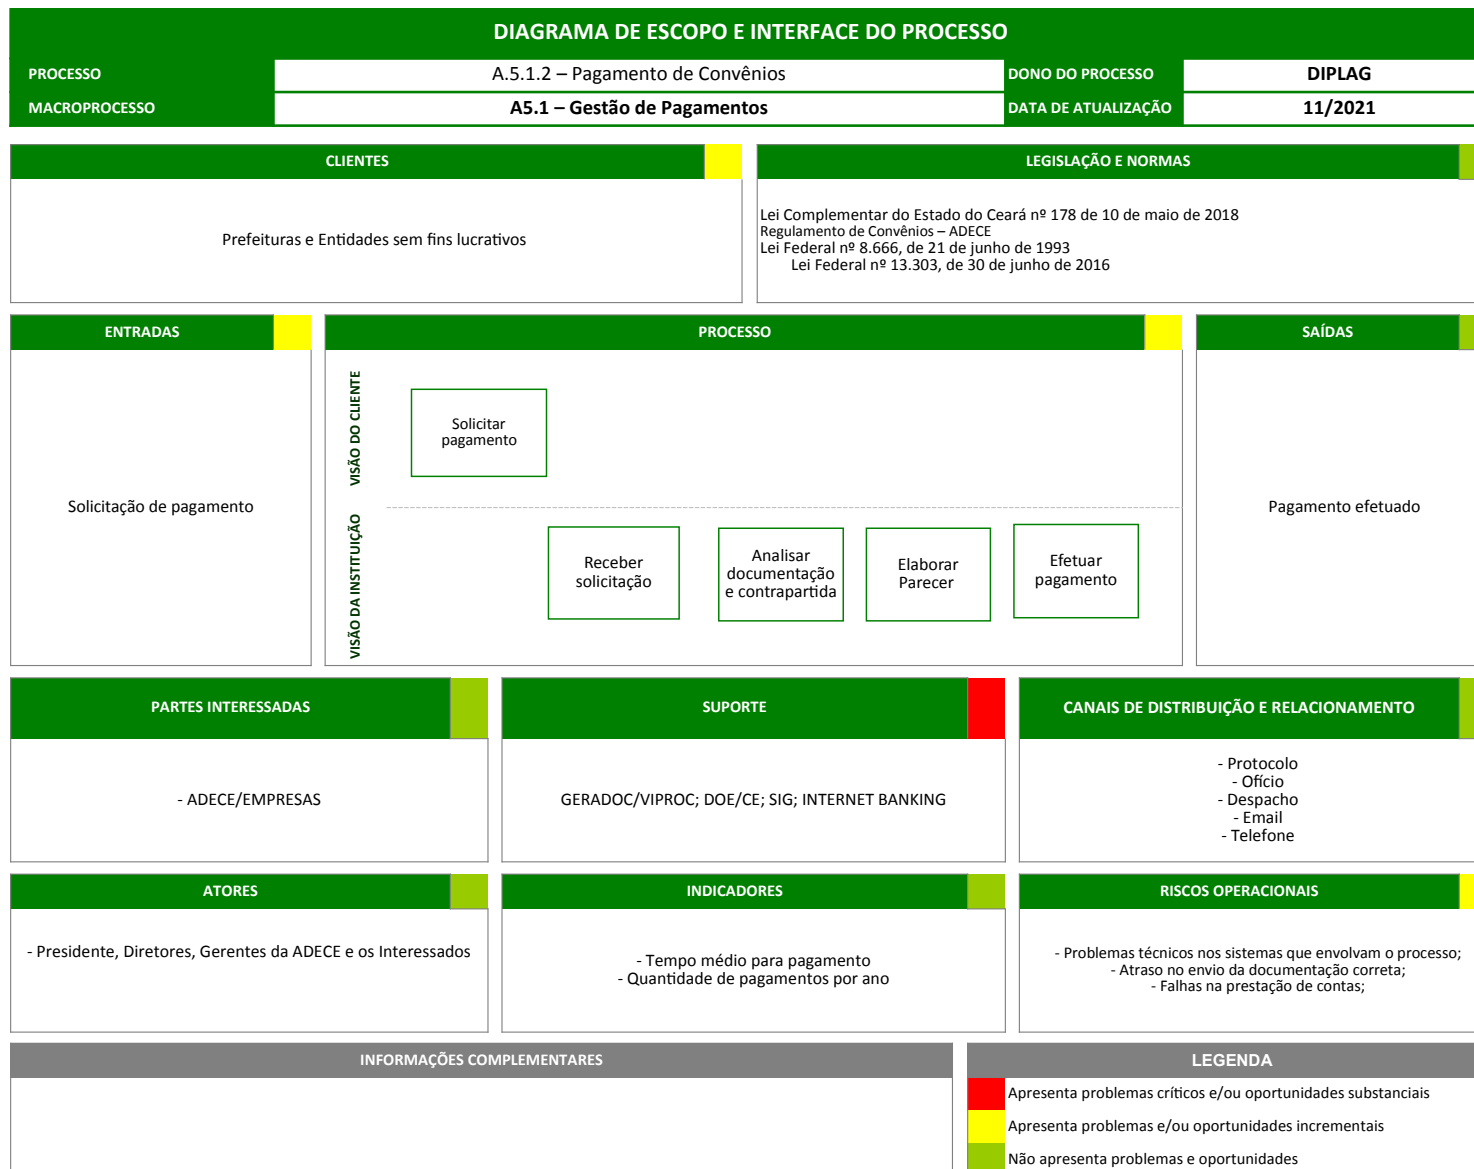 DIAGRAMA DE ESCOPO E INTERFACE DO PROCESSO
PROCESSO
A.5.1.2 – Pagamento de Convênios
DONO DO PROCESSO
DIPLAG
MACROPROCESSO
A5.1 – Gestão de Pagamentos
DATA DE ATUALIZAÇÃO
11/2021
CLIENTES
Prefeituras e Entidades sem fins lucrativos
LEGISLAÇÃO E NORMAS
Lei Complementar do Estado do Ceará nº 178 de 10 de maio de 2018
Regulamento de Convênios – ADECE
Lei Federal nº 8.666, de 21 de junho de 1993
Lei Federal nº 13.303, de 30 de junho de 2016
ENTRADAS
Solicitação de pagamento
PROCESSO
VISÃO DO CLIENTE
Solicitar
pagamento
VISÃO DA INSTITUIÇÃO
Receber
solicitação
Analisar
documentação
e contrapartida
Elaborar
Parecer
Efetuar
pagamento
SAÍDAS
Pagamento efetuado
PARTES INTERESSADAS
- ADECE/EMPRESAS
SUPORTE
GERADOC/VIPROC; DOE/CE; SIG; INTERNET BANKING
CANAIS DE DISTRIBUIÇÃO E RELACIONAMENTO
- Protocolo
- Ofício
- Despacho
- Email
- Telefone
ATORES
- Presidente, Diretores, Gerentes da ADECE e os Interessados
INDICADORES
- Tempo médio para pagamento
- Quantidade de pagamentos por ano
RISCOS OPERACIONAIS
- Problemas técnicos nos sistemas que envolvam o processo;
- Atraso no envio da documentação correta;
- Falhas na prestação de contas;
INFORMAÇÕES COMPLEMENTARES
LEGENDA
Apresenta problemas críticos e/ou oportunidades substanciais
Apresenta problemas e/ou oportunidades incrementais
Não apresenta problemas e oportunidades